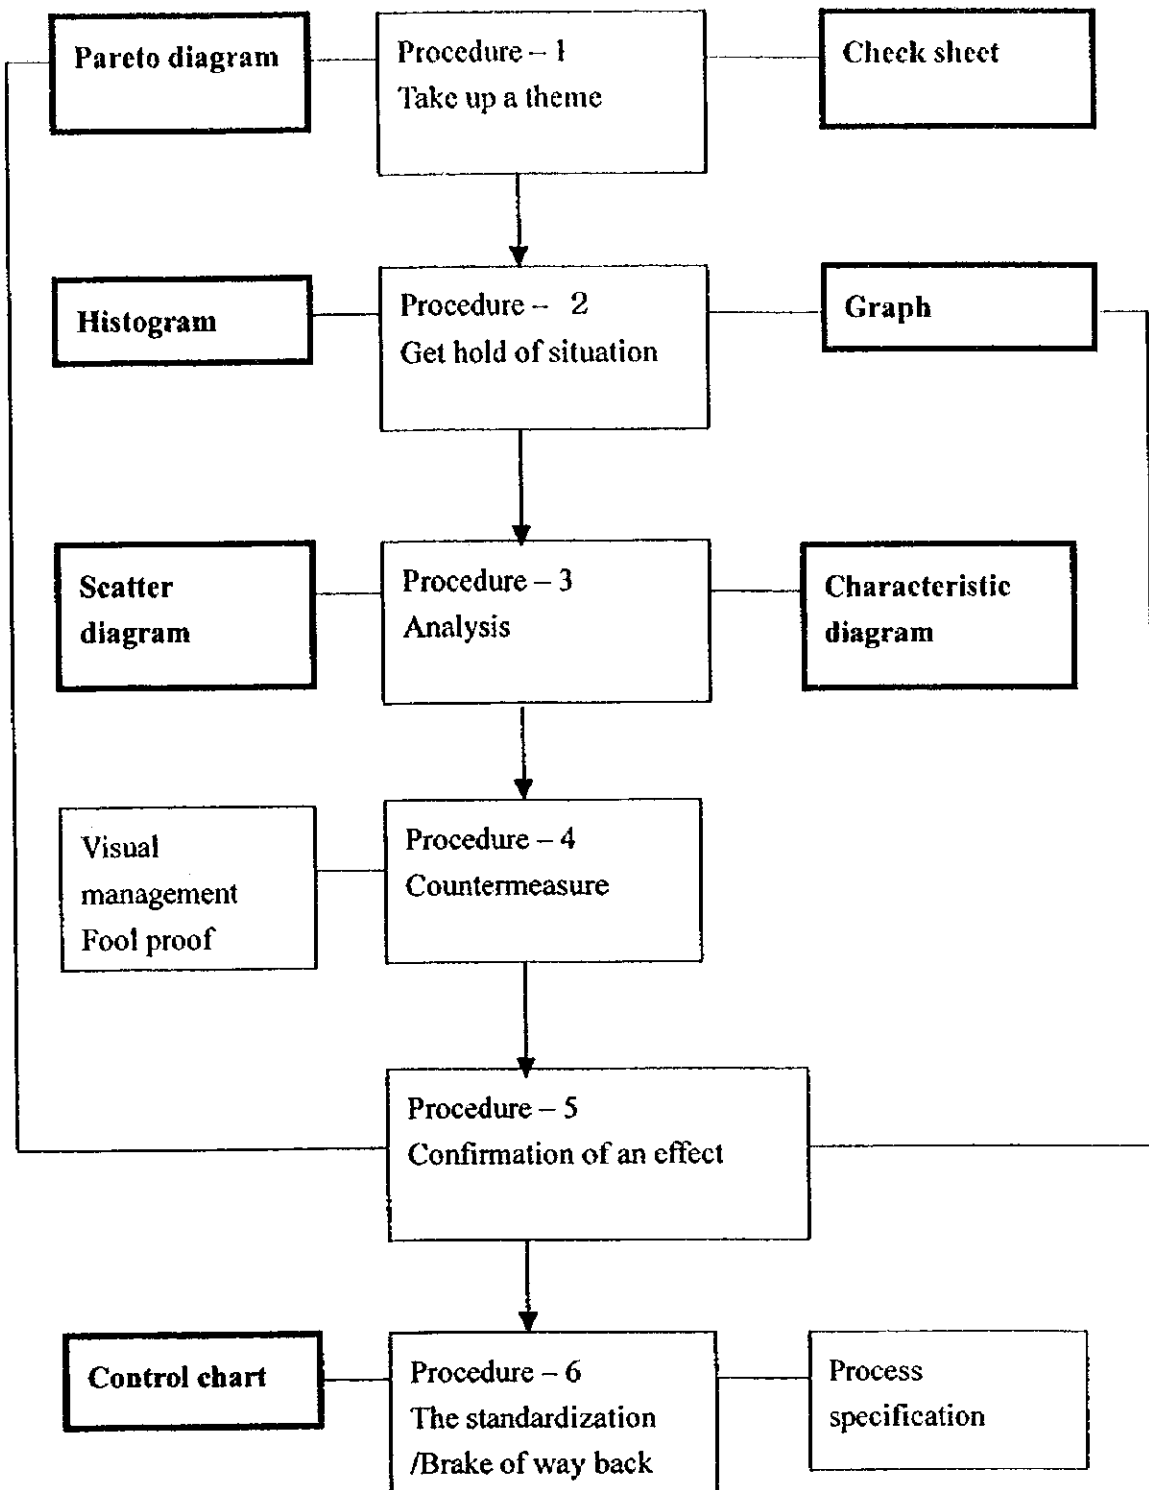 Pareto diagram
Procedure – 1
Take up a theme
Check sheet
Histogram
Procedure – 2
Get hold of situation
Graph
Scatter
diagram
Procedure – 3
Analysis
Characteristic
diagram
Visual
management
Fool proof
Procedure – 4
Countermeasure
Procedure – 5
Confirmation of an effect
Control chart
Procedure – 6
The standardization
/Brake of way back
Process
specification